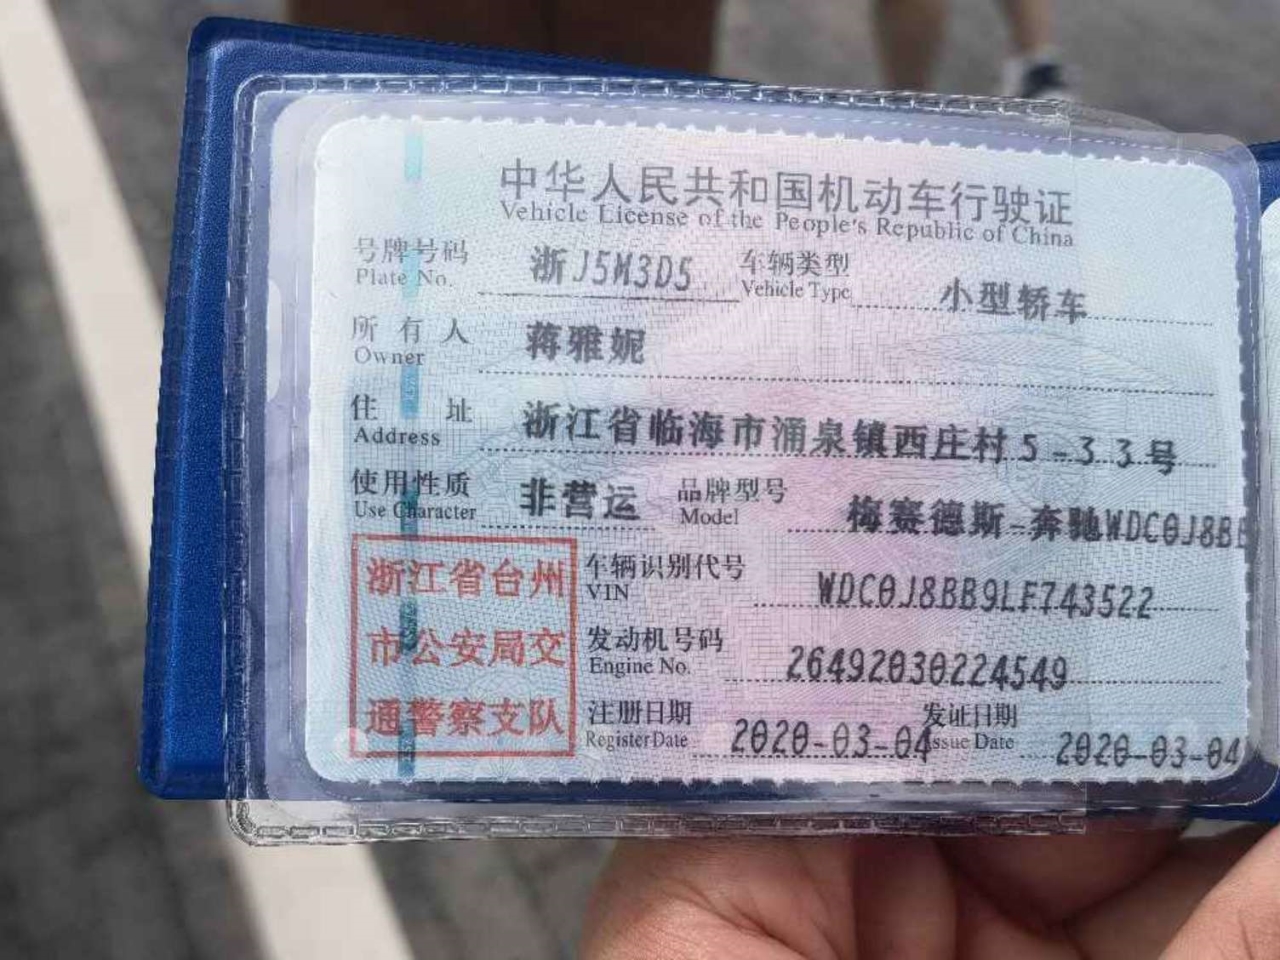 中华人民共和国机动车行驶证
Vehicle License of the People's Republic of China
号牌号码 浙J5M3D5 车辆类型 小型轿车
Plate No. Vehicle Type
所有人 蒋雅妮
Owner
住址 浙江省临海市涌泉镇西庄村5-33号
Address
使用性质 非营运 品牌型号 梅赛德斯-奔驰WDC0J8BB
Use Character Model
浙江省台州
市公安局交
通警察支队
车辆识别代号 WDC0J8BB9LF743522
VIN
发动机号码 26492030224549
Engine No.
注册日期 2020-03-04 发证日期 2020-03-04
Register Date Issue Date